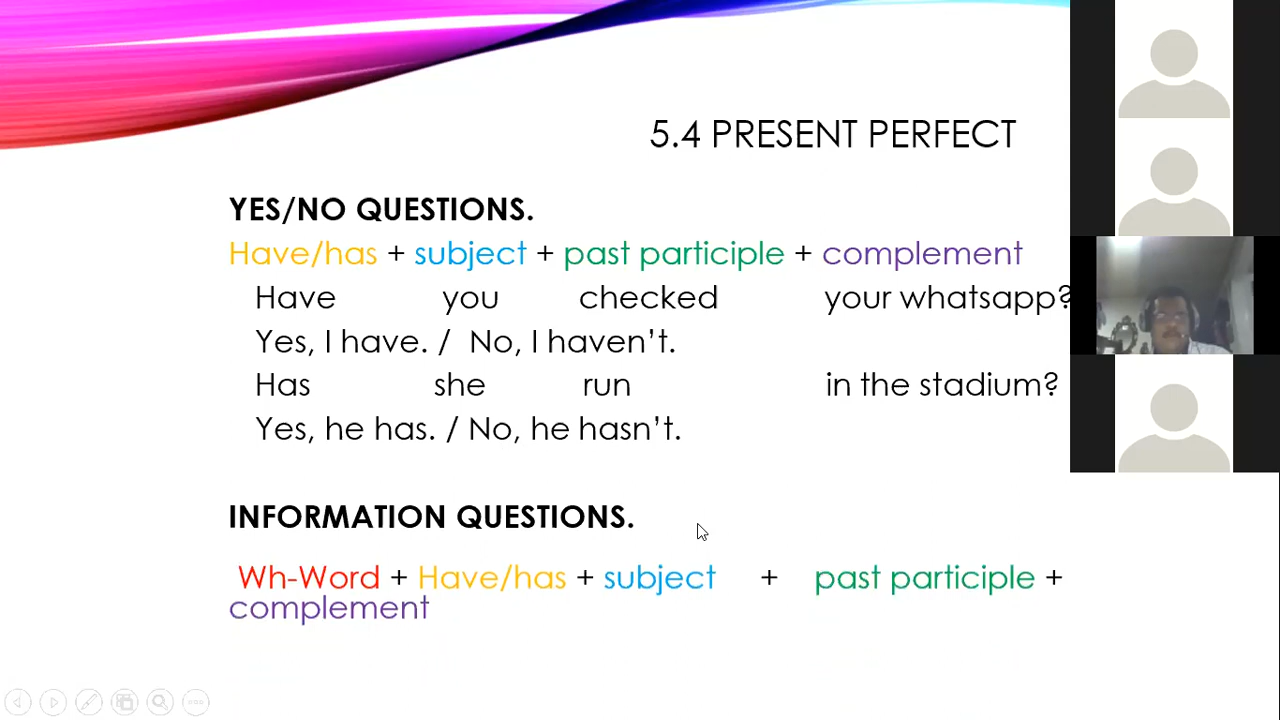 5.4 PRESENT PERFECT
YES/NO QUESTIONS.
Have/has + subject + past participle + complement
Have you checked your whatsapp?
Yes, I have. / No, I haven't.
Has she run in the stadium?
Yes, he has. / No, he hasn't.
INFORMATION QUESTIONS.
Wh-Word + Have/has + subject + past participle +
complement